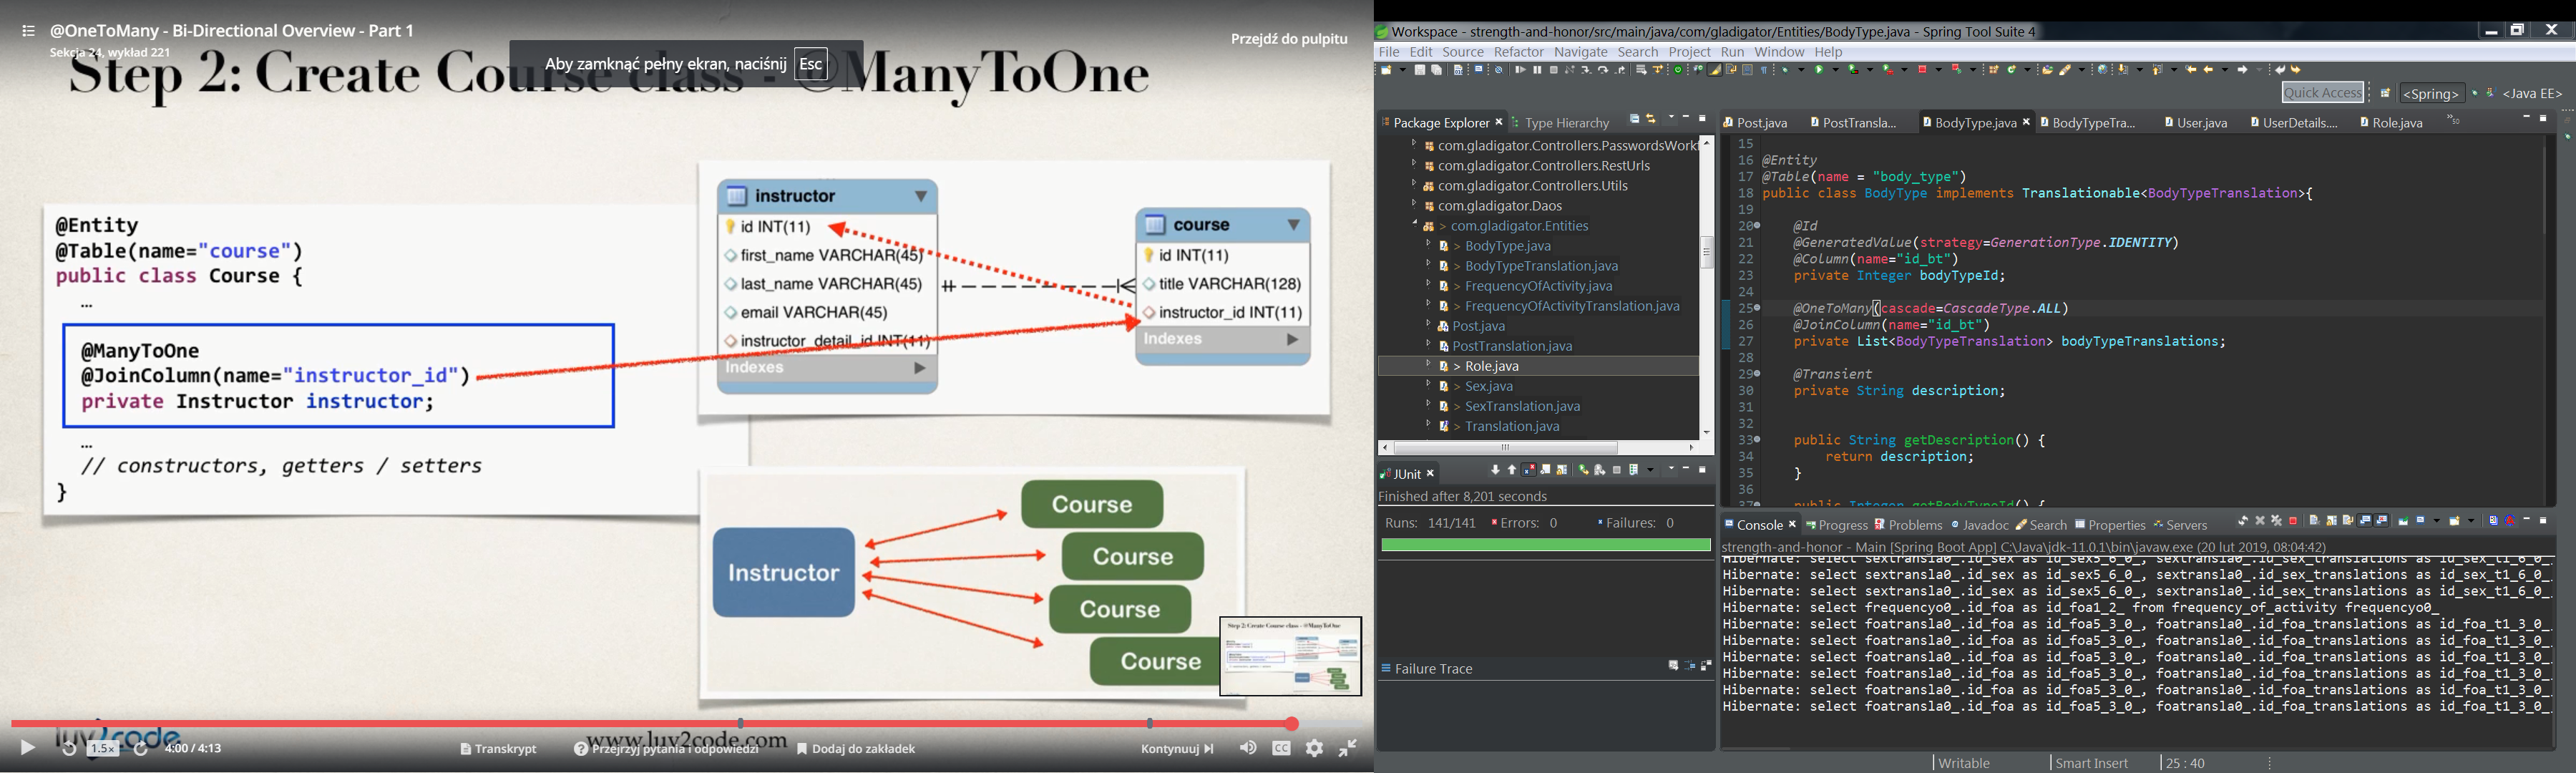 @OneToMany - Bi-Directional Overview - Part 1
Sekcja 24, wykład 221
Przejdź do pulpitu
Aby zamknąć pełny ekran, naciśnij Esc
Step 2: Create Course class - @ManyToOne
@Entity
@Table(name="course")
public class Course {
…
@ManyToOne
@JoinColumn(name="instructor_id")
private Instructor instructor;
…
// constructors, getters / setters
}
instructor
id INT(11)
first_name VARCHAR(45)
last_name VARCHAR(45)
email VARCHAR(45)
instructor_detail_id INT(11)
Indexes
course
id INT(11)
title VARCHAR(128)
instructor_id INT(11)
Indexes
Instructor
Course
Course
Course
Course
Step 2: Create Course class - @ManyToOne
luv2code
www.luv2code.com
1.5x
4:00 / 4:13
Transkrypt
Przejrzyj pytania i odpowiedzi
Dodaj do zakładek
Kontynuuj
CC
Workspace - strength-and-honor/src/main/java/com/gladigator/Entities/BodyType.java - Spring Tool Suite 4
File Edit Source Refactor Navigate Search Project Run Window Help
Quick Access
<Spring>
<Java EE>
Package Explorer
Type Hierarchy
com.gladigator.Controllers.PasswordsWorkf
com.gladigator.Controllers.RestUrls
com.gladigator.Controllers.Utils
com.gladigator.Daos
> com.gladigator.Entities
> BodyType.java
> BodyTypeTranslation.java
> FrequencyOfActivity.java
> FrequencyOfActivityTranslation.java
Post.java
PostTranslation.java
> Role.java
> Sex.java
> SexTranslation.java
> Translation.java
JUnit
Finished after 8,201 seconds
Runs: 141/141 Errors: 0 Failures: 0
Failure Trace
Post.java PostTransla... BodyType.java BodyTypeTra... User.java UserDetails.... Role.java
15
16 @Entity
17 @Table(name = "body_type")
18 public class BodyType implements Translationable<BodyTypeTranslation>{
19
20 @Id
21 @GeneratedValue(strategy=GenerationType.IDENTITY)
22 @Column(name="id_bt")
23 private Integer bodyTypeId;
24
25 @OneToMany(cascade=CascadeType.ALL)
26 @JoinColumn(name="id_bt")
27 private List<BodyTypeTranslation> bodyTypeTranslations;
28
29 @Transient
30 private String description;
31
32
33 public String getDescription() {
34 return description;
35 }
36
37 public Integer getBodyTypeId() {
Console Progress Problems Javadoc Search Properties Servers
strength-and-honor - Main [Spring Boot App] C:\Java\jdk-11.0.1\bin\javaw.exe (20 lut 2019, 08:04:42)
Hibernate: select sextransla0_.id_sex as id_sex5_6_0_, sextransla0_.id_sex_translations as id_sex_t1_6_0_
Hibernate: select sextransla0_.id_sex as id_sex5_6_0_, sextransla0_.id_sex_translations as id_sex_t1_6_0_
Hibernate: select sextransla0_.id_sex as id_sex5_6_0_, sextransla0_.id_sex_translations as id_sex_t1_6_0_
Hibernate: select frequencyo0_.id_foa as id_foa1_2_ from frequency_of_activity frequencyo0_
Hibernate: select foatransla0_.id_foa as id_foa5_3_0_, foatransla0_.id_foa_translations as id_foa_t1_3_0_
Hibernate: select foatransla0_.id_foa as id_foa5_3_0_, foatransla0_.id_foa_translations as id_foa_t1_3_0_
Hibernate: select foatransla0_.id_foa as id_foa5_3_0_, foatransla0_.id_foa_translations as id_foa_t1_3_0_
Hibernate: select foatransla0_.id_foa as id_foa5_3_0_, foatransla0_.id_foa_translations as id_foa_t1_3_0_
Hibernate: select foatransla0_.id_foa as id_foa5_3_0_, foatransla0_.id_foa_translations as id_foa_t1_3_0_
Hibernate: select foatransla0_.id_foa as id_foa5_3_0_, foatransla0_.id_foa_translations as id_foa_t1_3_0_
Writable
Smart Insert
25 : 40